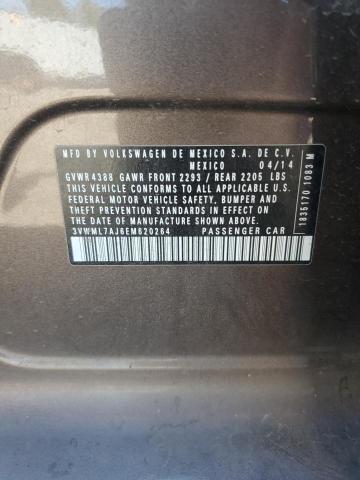 MFD BY VOLKSWAGEN DE MEXICO S.A. DE C.V.
MEXICO 04/14
GVWR 4388 GAWR FRONT 2293 / REAR 2205 LBS
THIS VEHICLE CONFORMS TO ALL APPLICABLE U.S.
FEDERAL MOTOR VEHICLE SAFETY, BUMPER AND
THEFT PREVENTION STANDARDS IN EFFECT ON THE
DATE OF MANUFACTURE SHOWN ABOVE.
3VWML7AJ6EM620264 PASSENGER CAR
1835170 1083 M